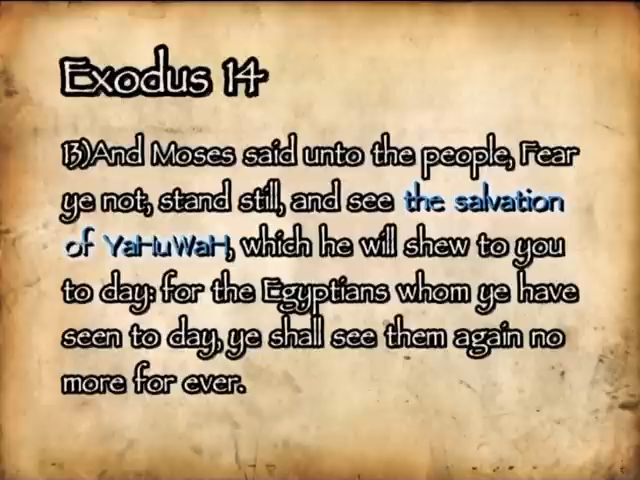 Exodus 14
13)And Moses said unto the people, Fear
ye not, stand still, and see the salvation
of YaHuWaH, which he will shew to you
to day: for the Egyptians whom ye have
seen to day, ye shall see them again no
more for ever.